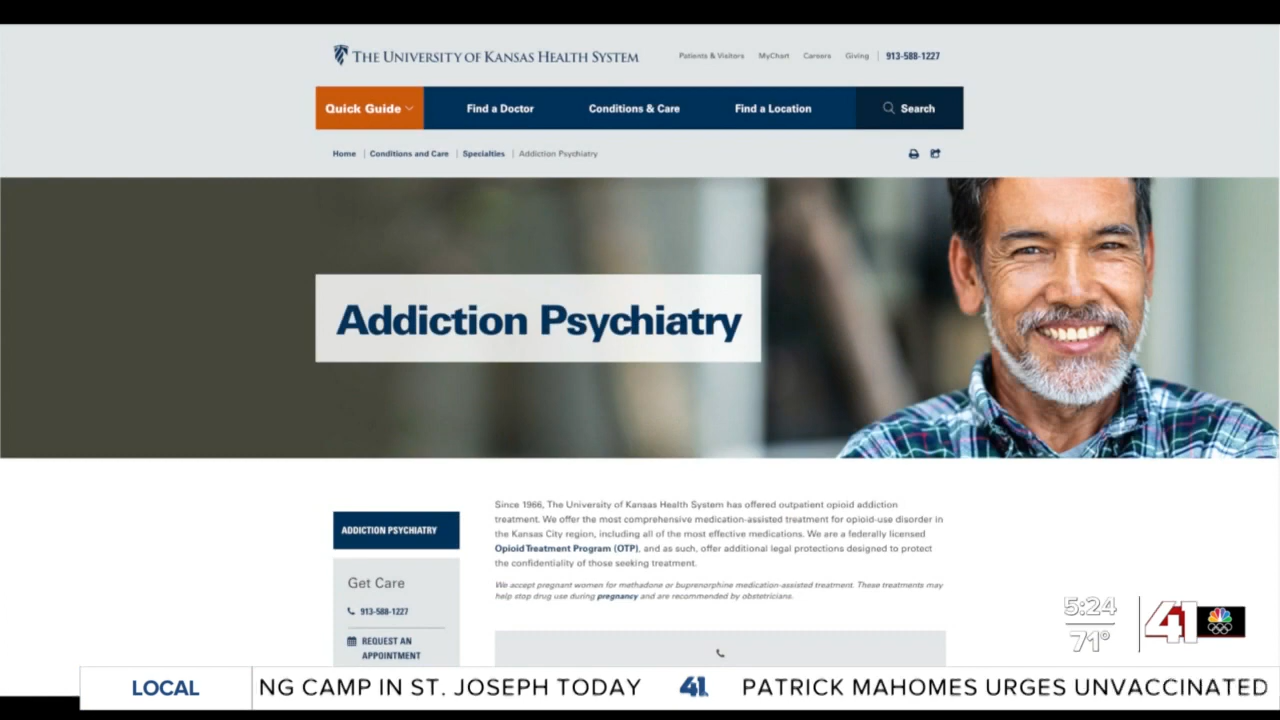 THE UNIVERSITY OF KANSAS HEALTH SYSTEM
Patients & Visitors MyChart Careers Giving 913-588-1227
Quick Guide Find a Doctor Conditions & Care Find a Location Search
Home Conditions and Care Specialties Addiction Psychiatry
Addiction Psychiatry
Since 1966, The University of Kansas Health System has offered outpatient opioid addiction
treatment. We offer the most comprehensive medication-assisted treatment for opioid-use disorder in
the Kansas City region, including all of the most effective medications. We are a federally licensed
Opioid Treatment Program (OTP), and as such, offer additional legal protections designed to protect
the confidentiality of those seeking treatment.
We accept pregnant women for methadone or buprenorphine medication-assisted treatment. These treatments may
help stop drug use during pregnancy and are recommended by obstetricians.
ADDICTION PSYCHIATRY
Get Care
913-588-1227
REQUEST AN
APPOINTMENT
5:24
71°
41
LOCAL NG CAMP IN ST. JOSEPH TODAY 41 PATRICK MAHOMES URGES UNVACCINATED